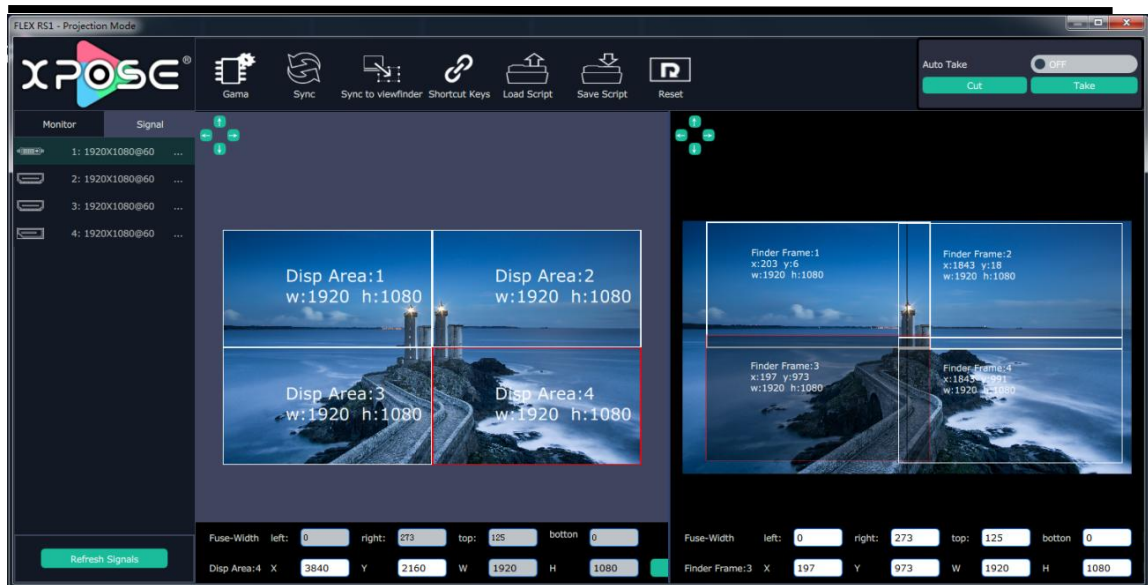 FLEX RS1 - Projection Mode
XPOSE®
Gama
Sync
Sync to viewfinder
Shortcut Keys
Load Script
Save Script
Reset
Auto Take
OFF
Cut
Take
Monitor
Signal
1: 1920X1080@60 ...
2: 1920X1080@60 ...
3: 1920X1080@60 ...
4: 1920X1080@60 ...
Refresh Signals
Disp Area:1
w:1920 h:1080
Disp Area:2
w:1920 h:1080
Disp Area:3
w:1920 h:1080
Disp Area:4
w:1920 h:1080
Fuse-Width left: 0 right: 273 top: 125 botton 0
Disp Area:4 X 3840 Y 2160 W 1920 H 1080
Finder Frame:1
x:203 y:6
w:1920 h:1080
Finder Frame:2
x:1843 y:18
w:1920 h:1080
Finder Frame:3
x:197 y:973
w:1920 h:1080
Finder Frame:4
x:1843 y:991
w:1920 h:1080
Fuse-Width left: 0 right: 273 top: 125 botton 0
Finder Frame:3 X 197 Y 973 W 1920 H 1080